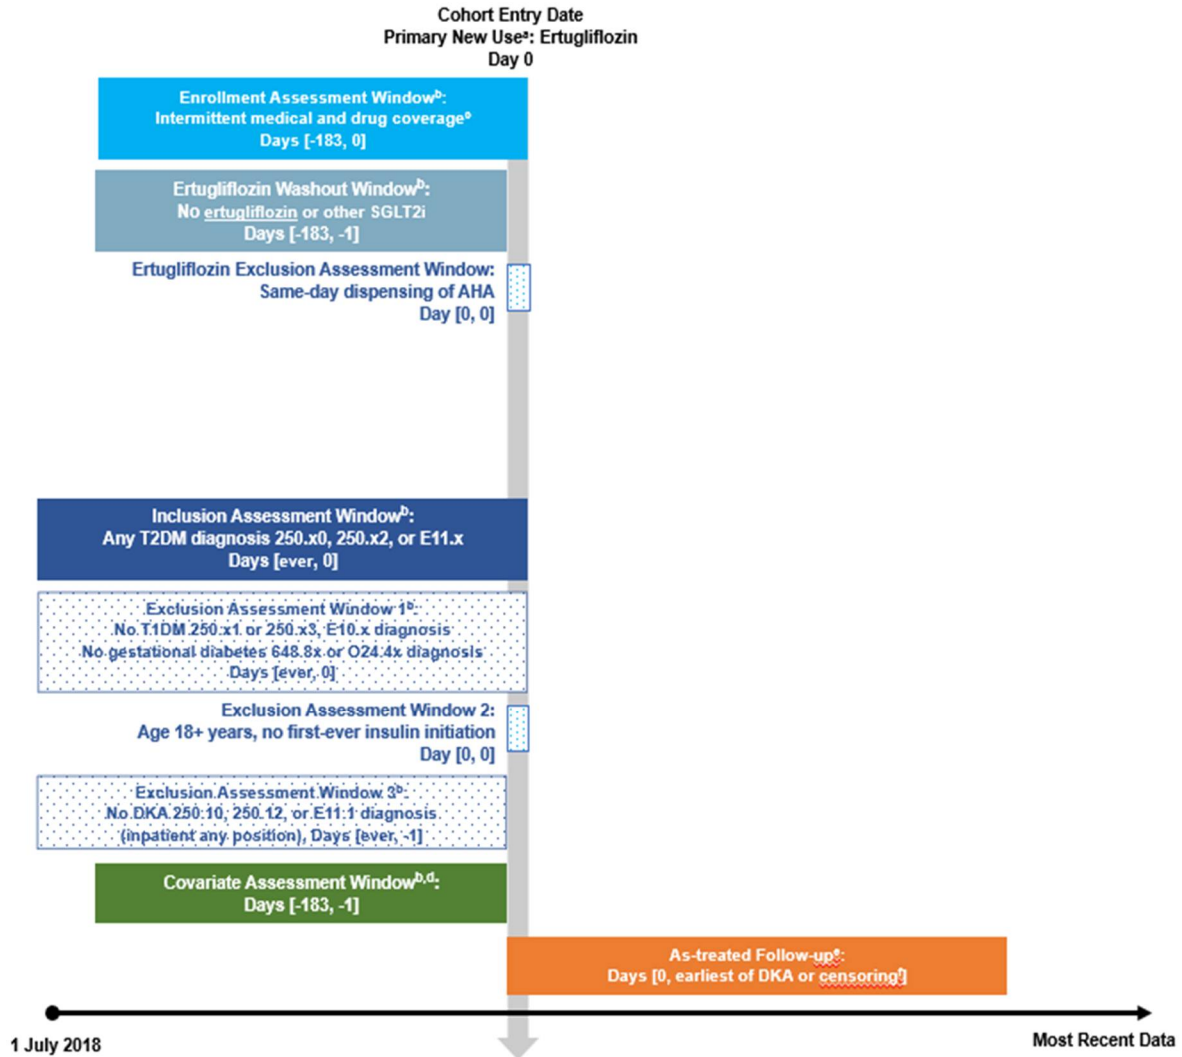 Cohort Entry Date
Primary New Useᵃ: Ertugliflozin
Day 0
Enrollment Assessment Windowᵇ:
Intermittent medical and drug coverageᵉ
Days [-183, 0]
Ertugliflozin Washout Windowᵇ:
No ertugliflozin or other SGLT2i
Days [-183, -1]
Ertugliflozin Exclusion Assessment Window:
Same-day dispensing of AHA
Day [0, 0]
Inclusion Assessment Windowᵇ:
Any T2DM diagnosis 250.x0, 250.x2, or E11.x
Days [ever, 0]
Exclusion Assessment Window 1ᵇ:
No T1DM 250.x1 or 250.x3, E10.x diagnosis
No gestational diabetes 648.8x or O24.4x diagnosis
Days [ever, 0]
Exclusion Assessment Window 2:
Age 18+ years, no first-ever insulin initiation
Day [0, 0]
Exclusion Assessment Window 3ᵇ:
No DKA 250.10, 250.12, or E11.1 diagnosis
(inpatient any position), Days [ever, -1]
Covariate Assessment Windowᵇ,ᵈ:
Days [-183, -1]
As-treated Follow-upᵉ:
Days [0, earliest of DKA or censoringᶠ]
1 July 2018
Most Recent Data